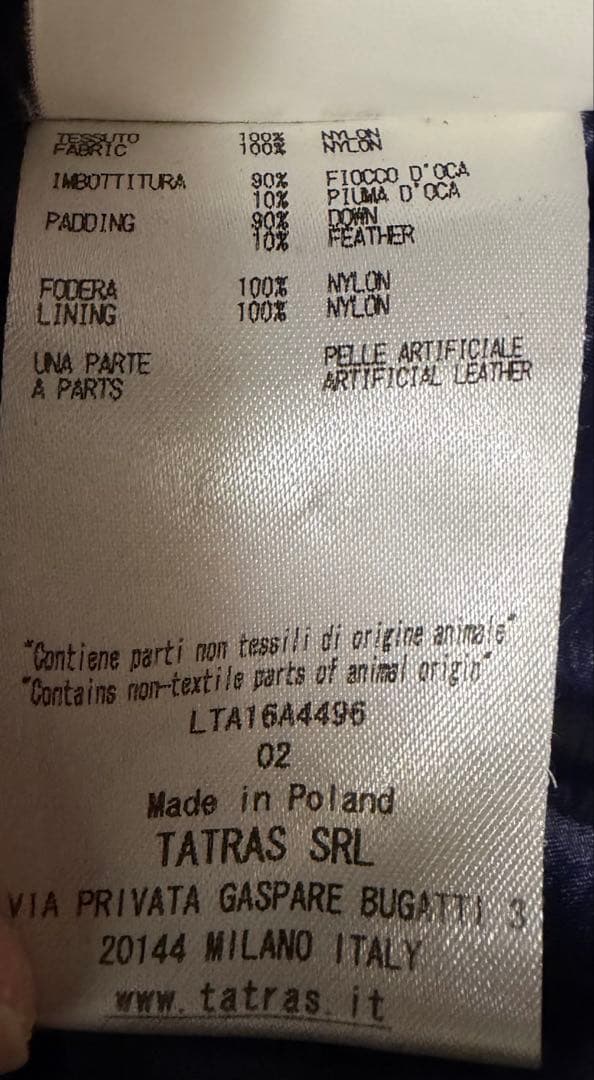 TESSUTO 100% NYLON
FABRIC 100% NYLON
IMBOTTITURA 90% FIOCCO D'OCA
10% PIUMA D'OCA
PADDING 90% DOWN
10% FEATHER
FODERA 100% NYLON
LINING 100% NYLON
UNA PARTE PELLE ARTIFICIALE
A PARTS ARTIFICIAL LEATHER
"Contiene parti non tessili di origine animale"
"Contains non-textile parts of animal origin"
LTA16A4496
02
Made in Poland
TATRAS SRL
VIA PRIVATA GASPARE BUGATTI 3
20144 MILANO ITALY
www.tatras.it